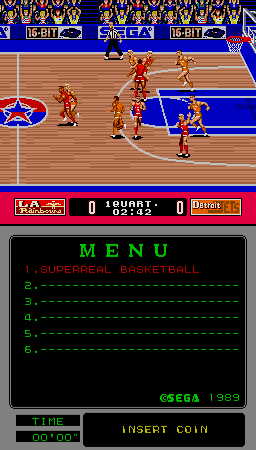 16-BIT SEGA 16-BIT
LA Rainbows 0 1QUART. 02:42 0 Detroit JETS
MENU
1.SUPERREAL BASKETBALL
2.
3.
4.
5.
6.
©SEGA 1989
TIME
00'00"
INSERT COIN